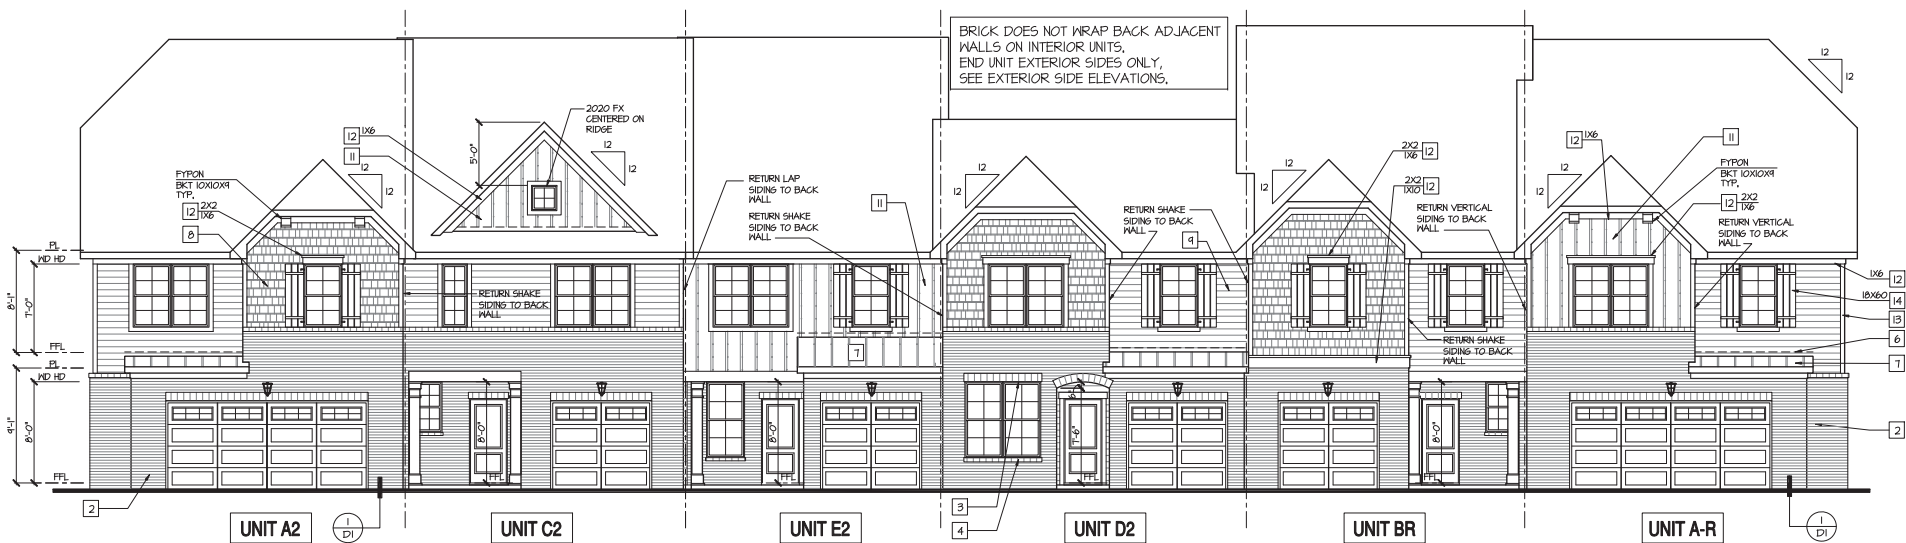 BRICK DOES NOT WRAP BACK ADJACENT
WALLS ON INTERIOR UNITS.
END UNIT EXTERIOR SIDES ONLY,
SEE EXTERIOR SIDE ELEVATIONS.
12
12
2020 FX
CENTERED ON
RIDGE
12 1X6
11
5'-0"
12
12
FYPON
BKT 10X10X9
TYP.
12 2X2
1X6
8
12
12
RETURN SHAKE
SIDING TO BACK
WALL
RETURN LAP
SIDING TO BACK
WALL
RETURN SHAKE
SIDING TO BACK
WALL
11
7
12
12
RETURN SHAKE
SIDING TO BACK
WALL
9
12
12
2X2
1X6 12
2X2
1X10 12
RETURN VERTICAL
SIDING TO BACK
WALL
RETURN SHAKE
SIDING TO BACK
WALL
12
12
12 1X6
11
FYPON
BKT 10X10X9
TYP.
12 2X2
1X6
RETURN VERTICAL
SIDING TO BACK
WALL
1X6 12
18X60 14
13
6
7
2
Pl
WD HD
8'-1"
7'-0"
FFL
Pl
WD HD
9'-1"
8'-0"
FFL
8'-0"
FFL
8'-0"
FFL
7'-6"
FFL
8'-0"
FFL
2
3
4
UNIT A2
1
D1
UNIT C2
UNIT E2
UNIT D2
UNIT BR
UNIT A-R
1
D1